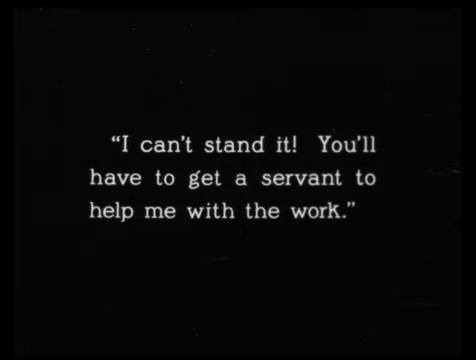 “I can’t stand it! You’ll
have to get a servant to
help me with the work.”